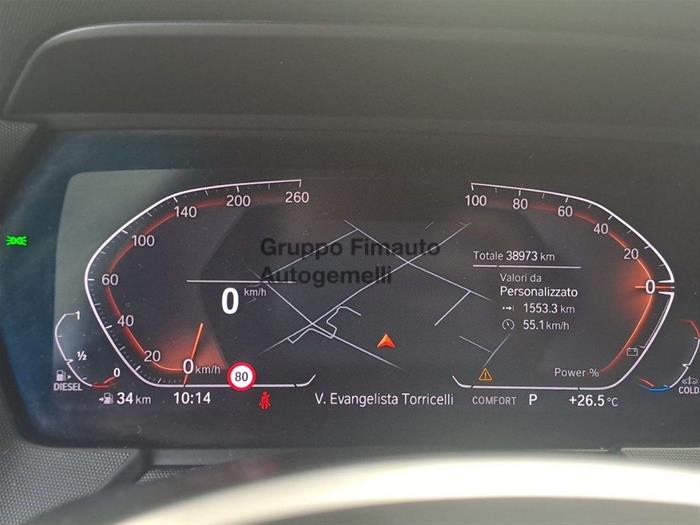 260
200
140
100
60
40
20
0 km/h
0 km/h
80
1
½
0
DIESEL
34 km
10:14
Gruppo Fimauto
Autogemelli
V. Evangelista Torricelli
100
80
60
40
20
0
Totale 38973 km
Valori da
Personalizzato
1553.3 km
55.1 km/h
Power %
COMFORT P +26.5 °C
COLD